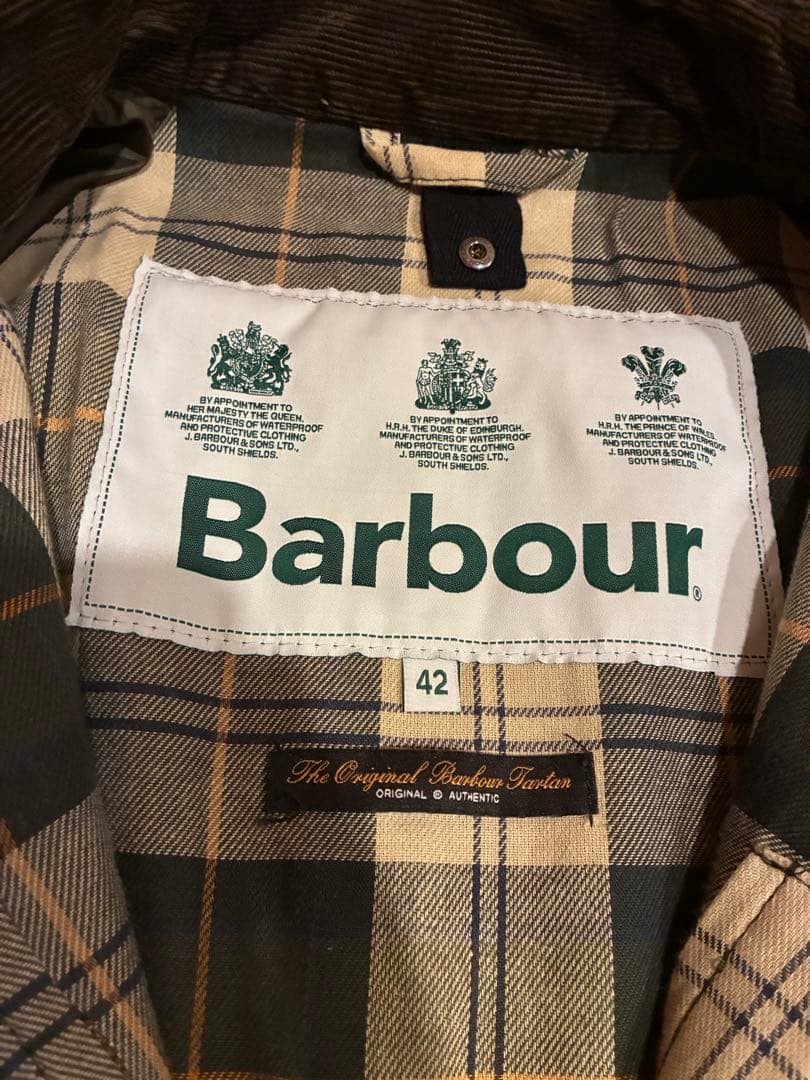 BY APPOINTMENT TO
HER MAJESTY THE QUEEN.
MANUFACTURERS OF WATERPROOF
AND PROTECTIVE CLOTHING
J. BARBOUR & SONS LTD.,
SOUTH SHIELDS.
BY APPOINTMENT TO
H.R.H. THE DUKE OF EDINBURGH.
MANUFACTURERS OF WATERPROOF
AND PROTECTIVE CLOTHING
J. BARBOUR & SONS LTD.,
SOUTH SHIELDS.
BY APPOINTMENT TO
H.R.H. THE PRINCE OF WALES.
MANUFACTURERS OF WATERPROOF
AND PROTECTIVE CLOTHING
J. BARBOUR & SONS LTD.,
SOUTH SHIELDS.
Barbour®
42
The Original Barbour Tartan
ORIGINAL ® AUTHENTIC